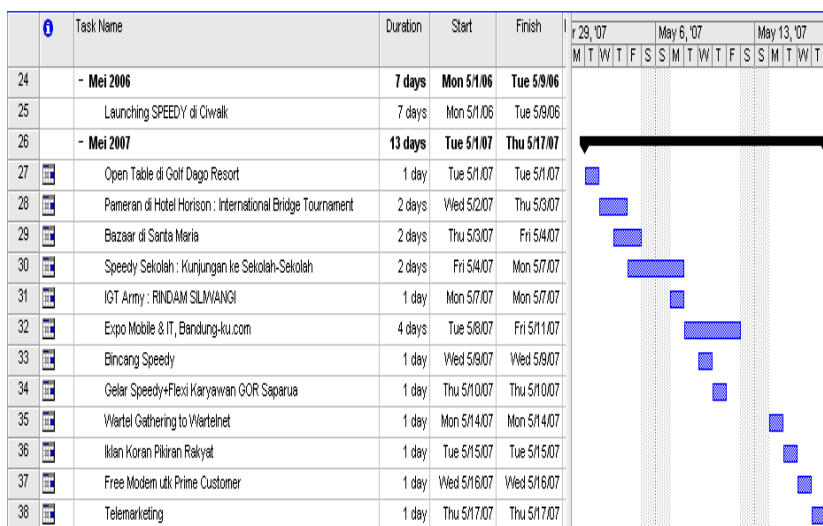 Task Name Duration Start Finish r 29, '07 May 6, '07 May 13, '07
M T W T F S S M T W T F S S M T W T
24 - Mei 2006 7 days Mon 5/1/06 Tue 5/9/06
25 Launching SPEEDY di Ciwalk 7 days Mon 5/1/06 Tue 5/9/06
26 - Mei 2007 13 days Tue 5/1/07 Thu 5/17/07
27 Open Table di Golf Dago Resort 1 day Tue 5/1/07 Tue 5/1/07
28 Pameran di Hotel Horison : International Bridge Tournament 2 days Wed 5/2/07 Thu 5/3/07
29 Bazaar di Santa Maria 2 days Thu 5/3/07 Fri 5/4/07
30 Speedy Sekolah : Kunjungan ke Sekolah-Sekolah 2 days Fri 5/4/07 Mon 5/7/07
31 IGT Army : RINDAM SILIWANGI 1 day Mon 5/7/07 Mon 5/7/07
32 Expo Mobile & IT, Bandung-ku.com 4 days Tue 5/8/07 Fri 5/11/07
33 Bincang Speedy 1 day Wed 5/9/07 Wed 5/9/07
34 Gelar Speedy+Flexi Karyawan GOR Saparua 1 day Thu 5/10/07 Thu 5/10/07
35 Wartel Gathering to Wartelnet 1 day Mon 5/14/07 Mon 5/14/07
36 Iklan Koran Pikiran Rakyat 1 day Tue 5/15/07 Tue 5/15/07
37 Free Modem utk Prime Customer 1 day Wed 5/16/07 Wed 5/16/07
38 Telemarketing 1 day Thu 5/17/07 Thu 5/17/07